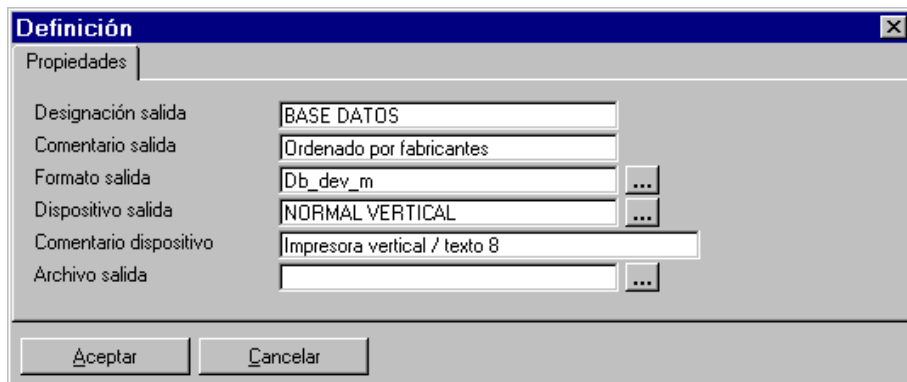 Definición
Propiedades
Designación salida BASE DATOS
Comentario salida Ordenado por fabricantes
Formato salida Db_dev_m ...
Dispositivo salida NORMAL VERTICAL ...
Comentario dispositivo Impresora vertical / texto 8
Archivo salida ...
Aceptar Cancelar